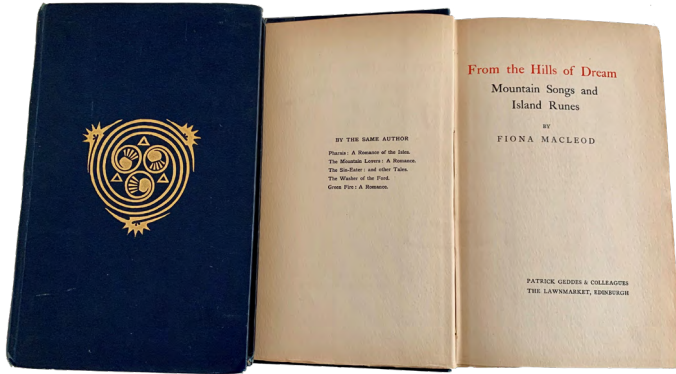 BY THE SAME AUTHOR
Pharais: A Romance of the Isles.
The Mountain Lovers: A Romance.
The Sin-Eater: and other Tales.
The Washer of the Ford.
Green Fire: A Romance.
From the Hills of Dream
Mountain Songs and
Island Runes
BY
FIONA MACLEOD
PATRICK GEDDES & COLLEAGUES
THE LAWNMARKET, EDINBURGH